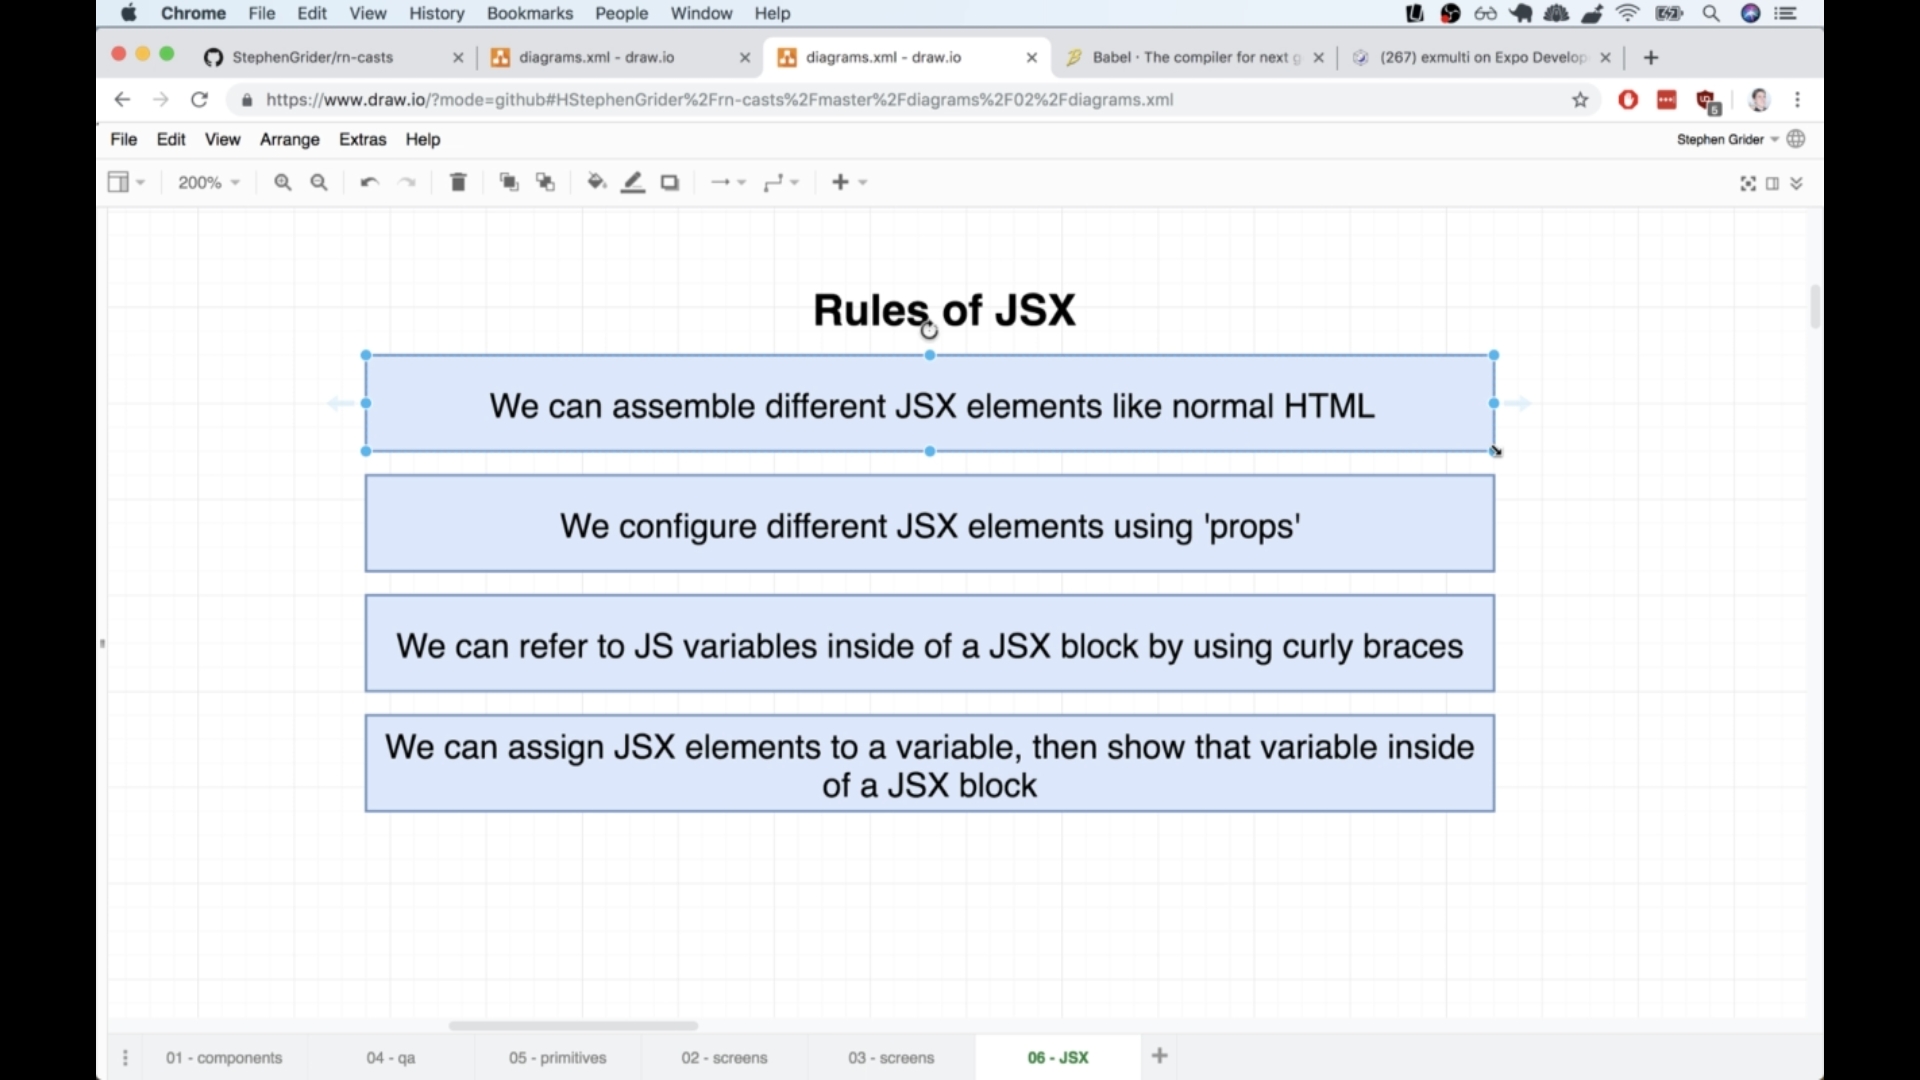 Chrome File Edit View History Bookmarks People Window Help
StephenGrider/rn-casts diagrams.xml - draw.io diagrams.xml - draw.io Babel · The compiler for next g (267) exmulti on Expo Develop
https://www.draw.io/?mode=github#HStephenGrider%2Frn-casts%2Fmaster%2Fdiagrams%2F02%2Fdiagrams.xml
5
File Edit View Arrange Extras Help Stephen Grider
200%
Rules of JSX
We can assemble different JSX elements like normal HTML
We configure different JSX elements using 'props'
We can refer to JS variables inside of a JSX block by using curly braces
We can assign JSX elements to a variable, then show that variable inside
of a JSX block
01 - components 04 - qa 05 - primitives 02 - screens 03 - screens 06 - JSX